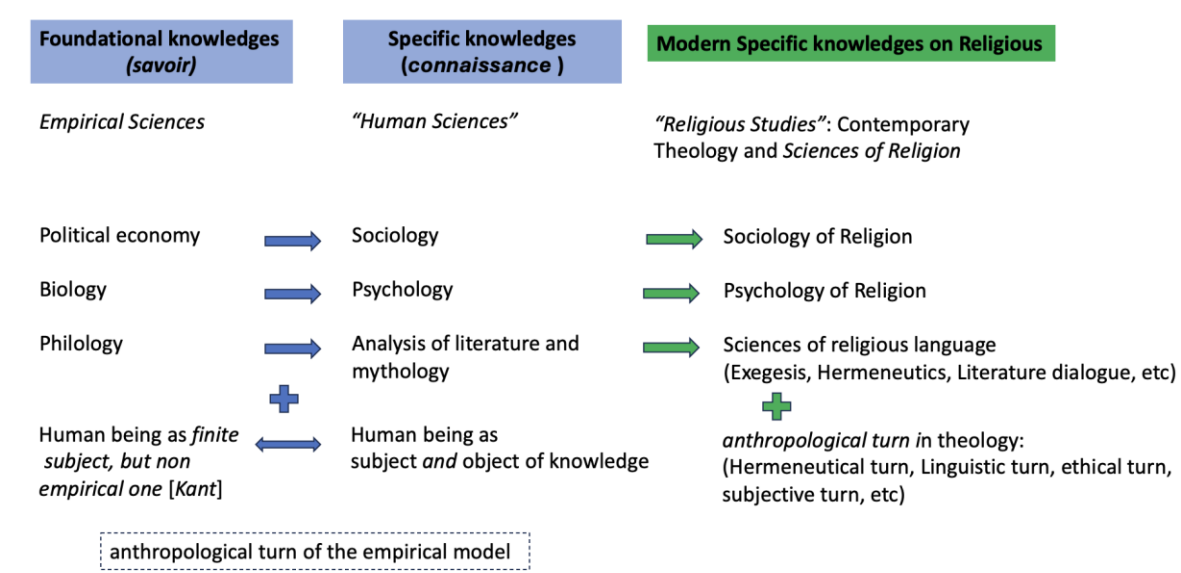 Foundational knowledges
(savoir)
Specific knowledges
(connaissance )
Modern Specific knowledges on Religious
Empirical Sciences
“Human Sciences”
“Religious Studies”: Contemporary
Theology and Sciences of Religion
Political economy
Sociology
Sociology of Religion
Biology
Psychology
Psychology of Religion
Philology
Analysis of literature and
mythology
Sciences of religious language
(Exegesis, Hermeneutics, Literature dialogue, etc)
Human being as finite
subject, but non
empirical one [Kant]
Human being as
subject and object of knowledge
anthropological turn in theology:
(Hermeneutical turn, Linguistic turn, ethical turn,
subjective turn, etc)
anthropological turn of the empirical model